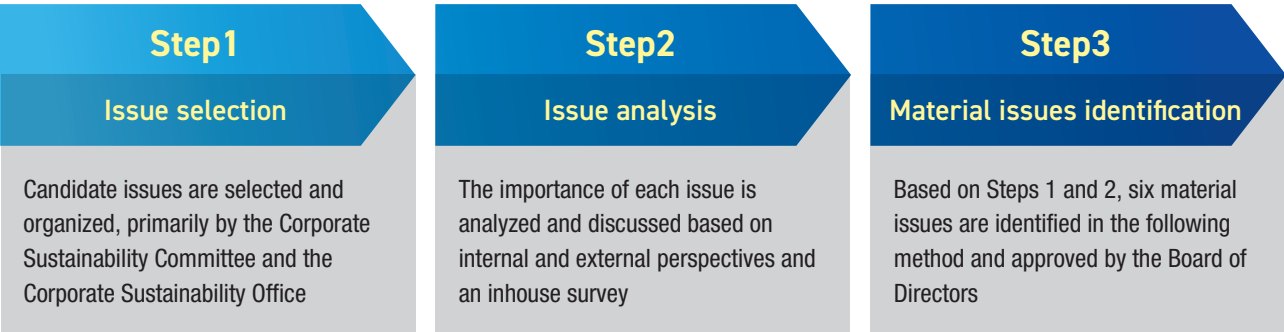 Step1
Issue selection
Candidate issues are selected and
organized, primarily by the Corporate
Sustainability Committee and the
Corporate Sustainability Office
Step2
Issue analysis
The importance of each issue is
analyzed and discussed based on
internal and external perspectives and
an inhouse survey
Step3
Material issues identification
Based on Steps 1 and 2, six material
issues are identified in the following
method and approved by the Board of
Directors